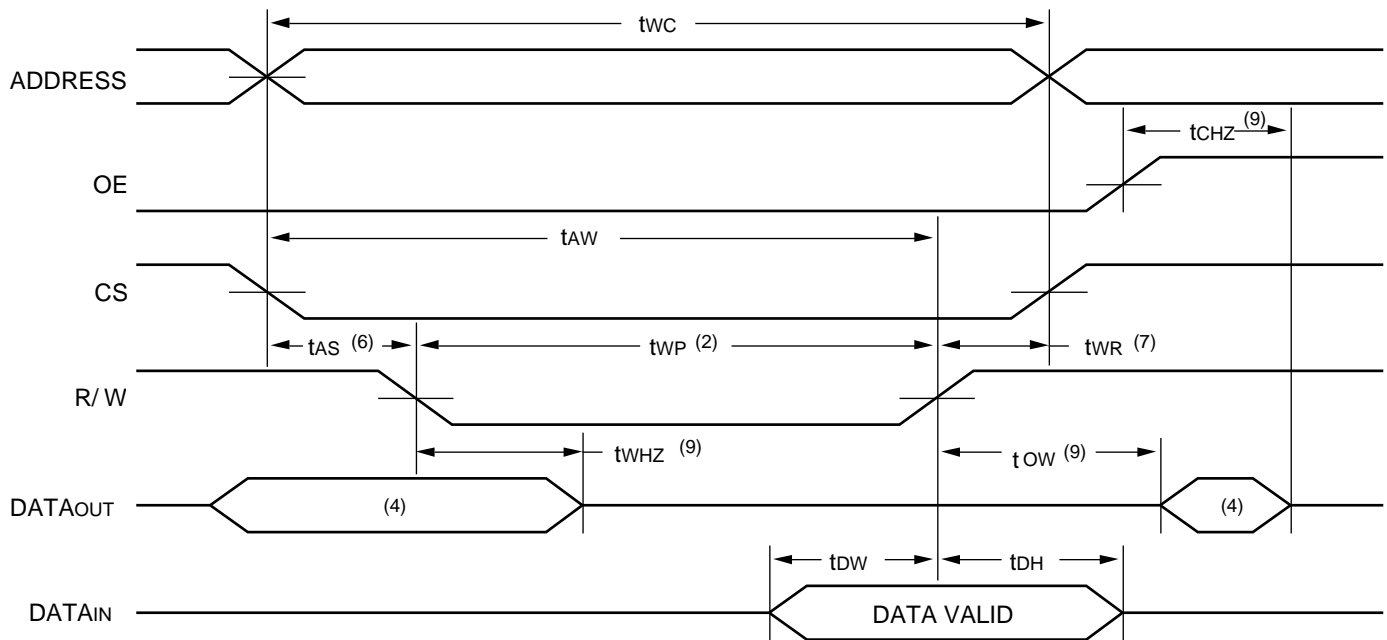 tWC
ADDRESS
tCHZ (9)
OE
tAW
CS
tAS (6) tWP (2) tWR (7)
R/ W
tWHZ (9) tOW (9)
DATAOUT (4) (4)
tDW tDH
DATAIN DATA VALID